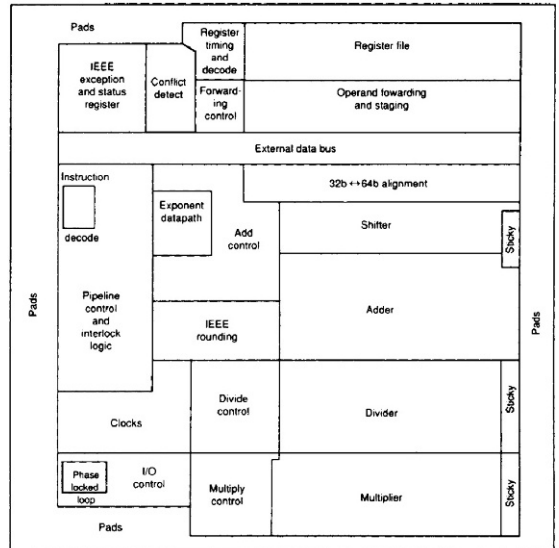 Pads
Register
timing
and
decode
Register file
IEEE
exception
and status
register
Conflict
detect
Forward-
ing
control
Operand fowarding
and staging
External data bus
Instruction
decode
32b ↔ 64b alignment
Exponent
datapath
Add
control
Shifter
Sticky
Pads
Pipeline
control
and
interlock
logic
IEEE
rounding
Adder
Pads
Clocks
Divide
control
Divider
Sticky
Phase
locked
loop
I/O
control
Multiply
control
Multiplier
Sticky
Pads